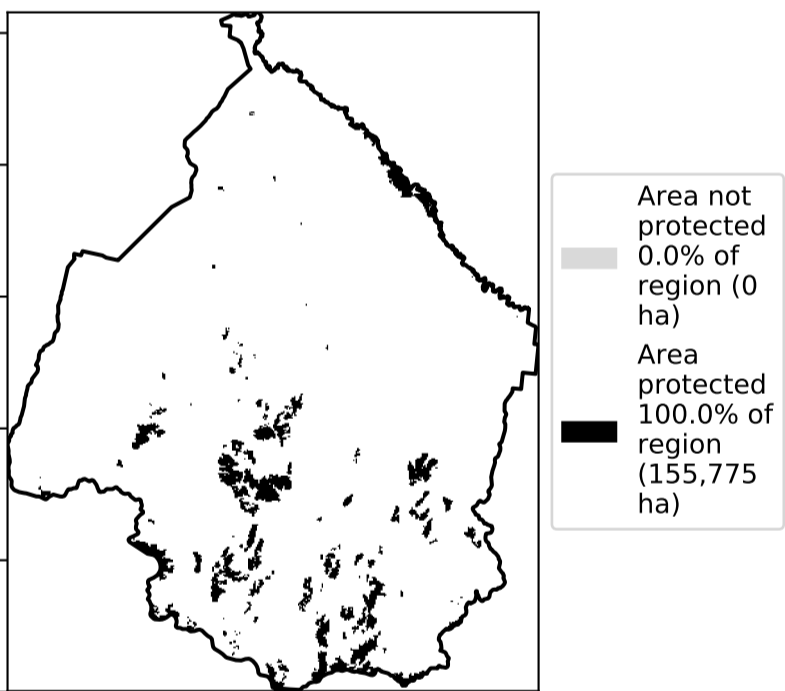 Area not
protected
0.0% of
region (0
ha)
Area
protected
100.0% of
region
(155,775
ha)